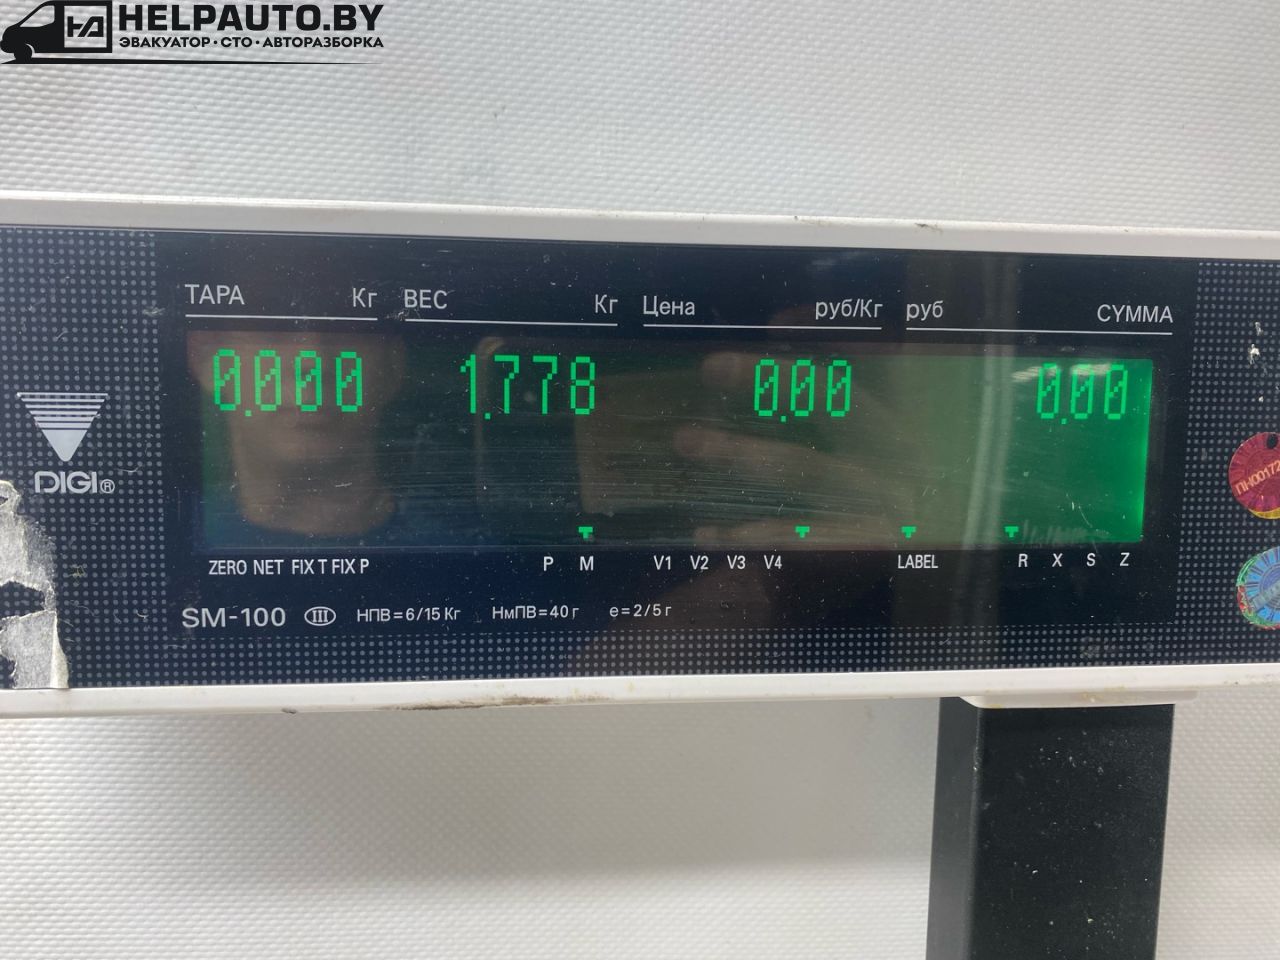 HELPAUTO.BY
ЭВАКУАТОР·СТО·АВТОРАЗБОРКА
ТАРА Кг ВЕС Кг Цена руб/Кг руб СУММА
0.000 1.778 0.00 0.00
DIGI®
ПН00172
ZERO NET FIX T FIX P P M V1 V2 V3 V4 LABEL R X S Z
SM-100 III НПВ=6/15 Кг НмПВ=40 г e=2/5 г